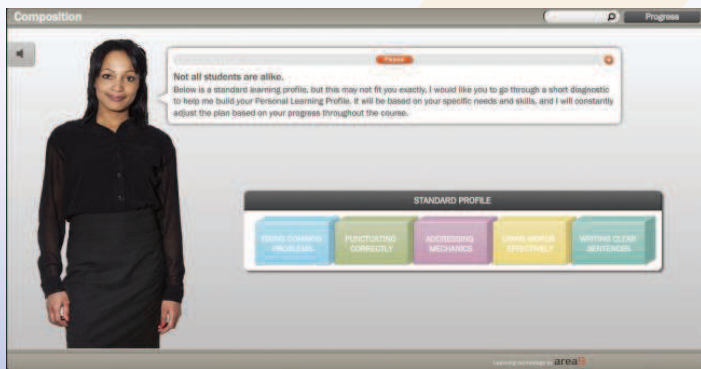 Composition
Progress
Pause
Not all students are alike.
Below is a standard learning profile, but this may not fit you exactly. I would like you to go through a short diagnostic
to help me build your Personal Learning Profile. It will be based on your specific needs and skills, and I will constantly
adjust the plan based on your progress throughout the course.
STANDARD PROFILE
FIXING COMMON PROBLEMS
PUNCTUATING CORRECTLY
ADDRESSING MECHANICS
USING WORDS EFFECTIVELY
WRITING CLEAR SENTENCES
Learning technology by area9